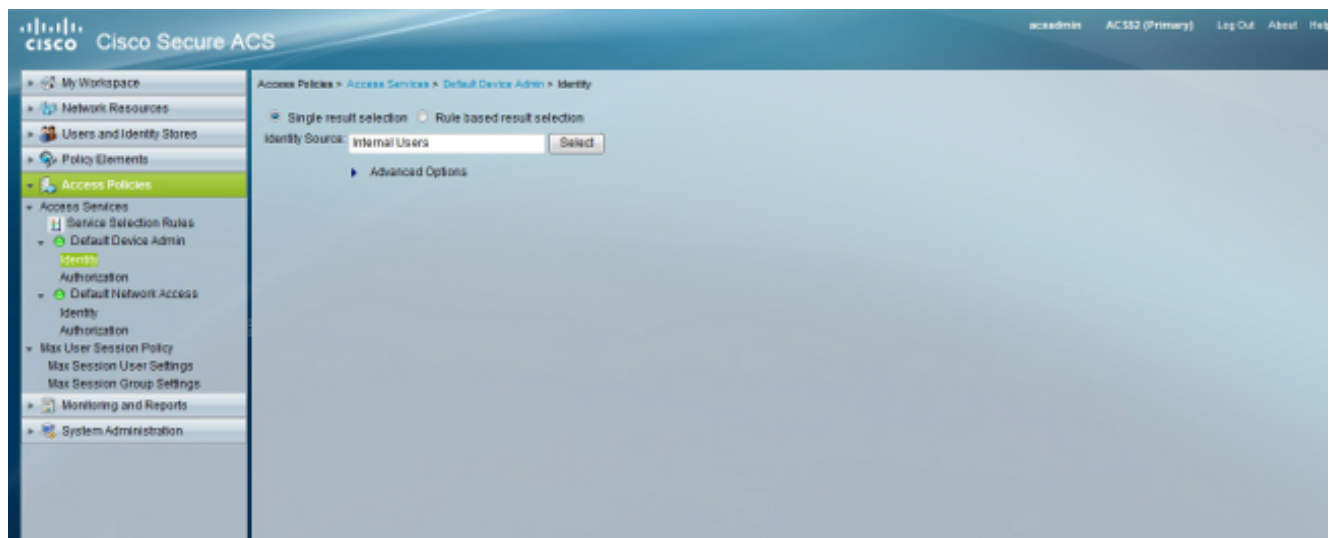 acsadmin ACS52 (Primary) Log Out About Help
CISCO Cisco Secure ACS
My Workspace
Network Resources
Users and Identity Stores
Policy Elements
Access Policies
Access Services
Service Selection Rules
Default Device Admin
Identity
Authorization
Default Network Access
Identity
Authorization
Max User Session Policy
Max Session User Settings
Max Session Group Settings
Monitoring and Reports
System Administration
Access Policies > Access Services > Default Device Admin > Identity
Single result selection Rule based result selection
Identity Source: Internal Users Select
Advanced Options